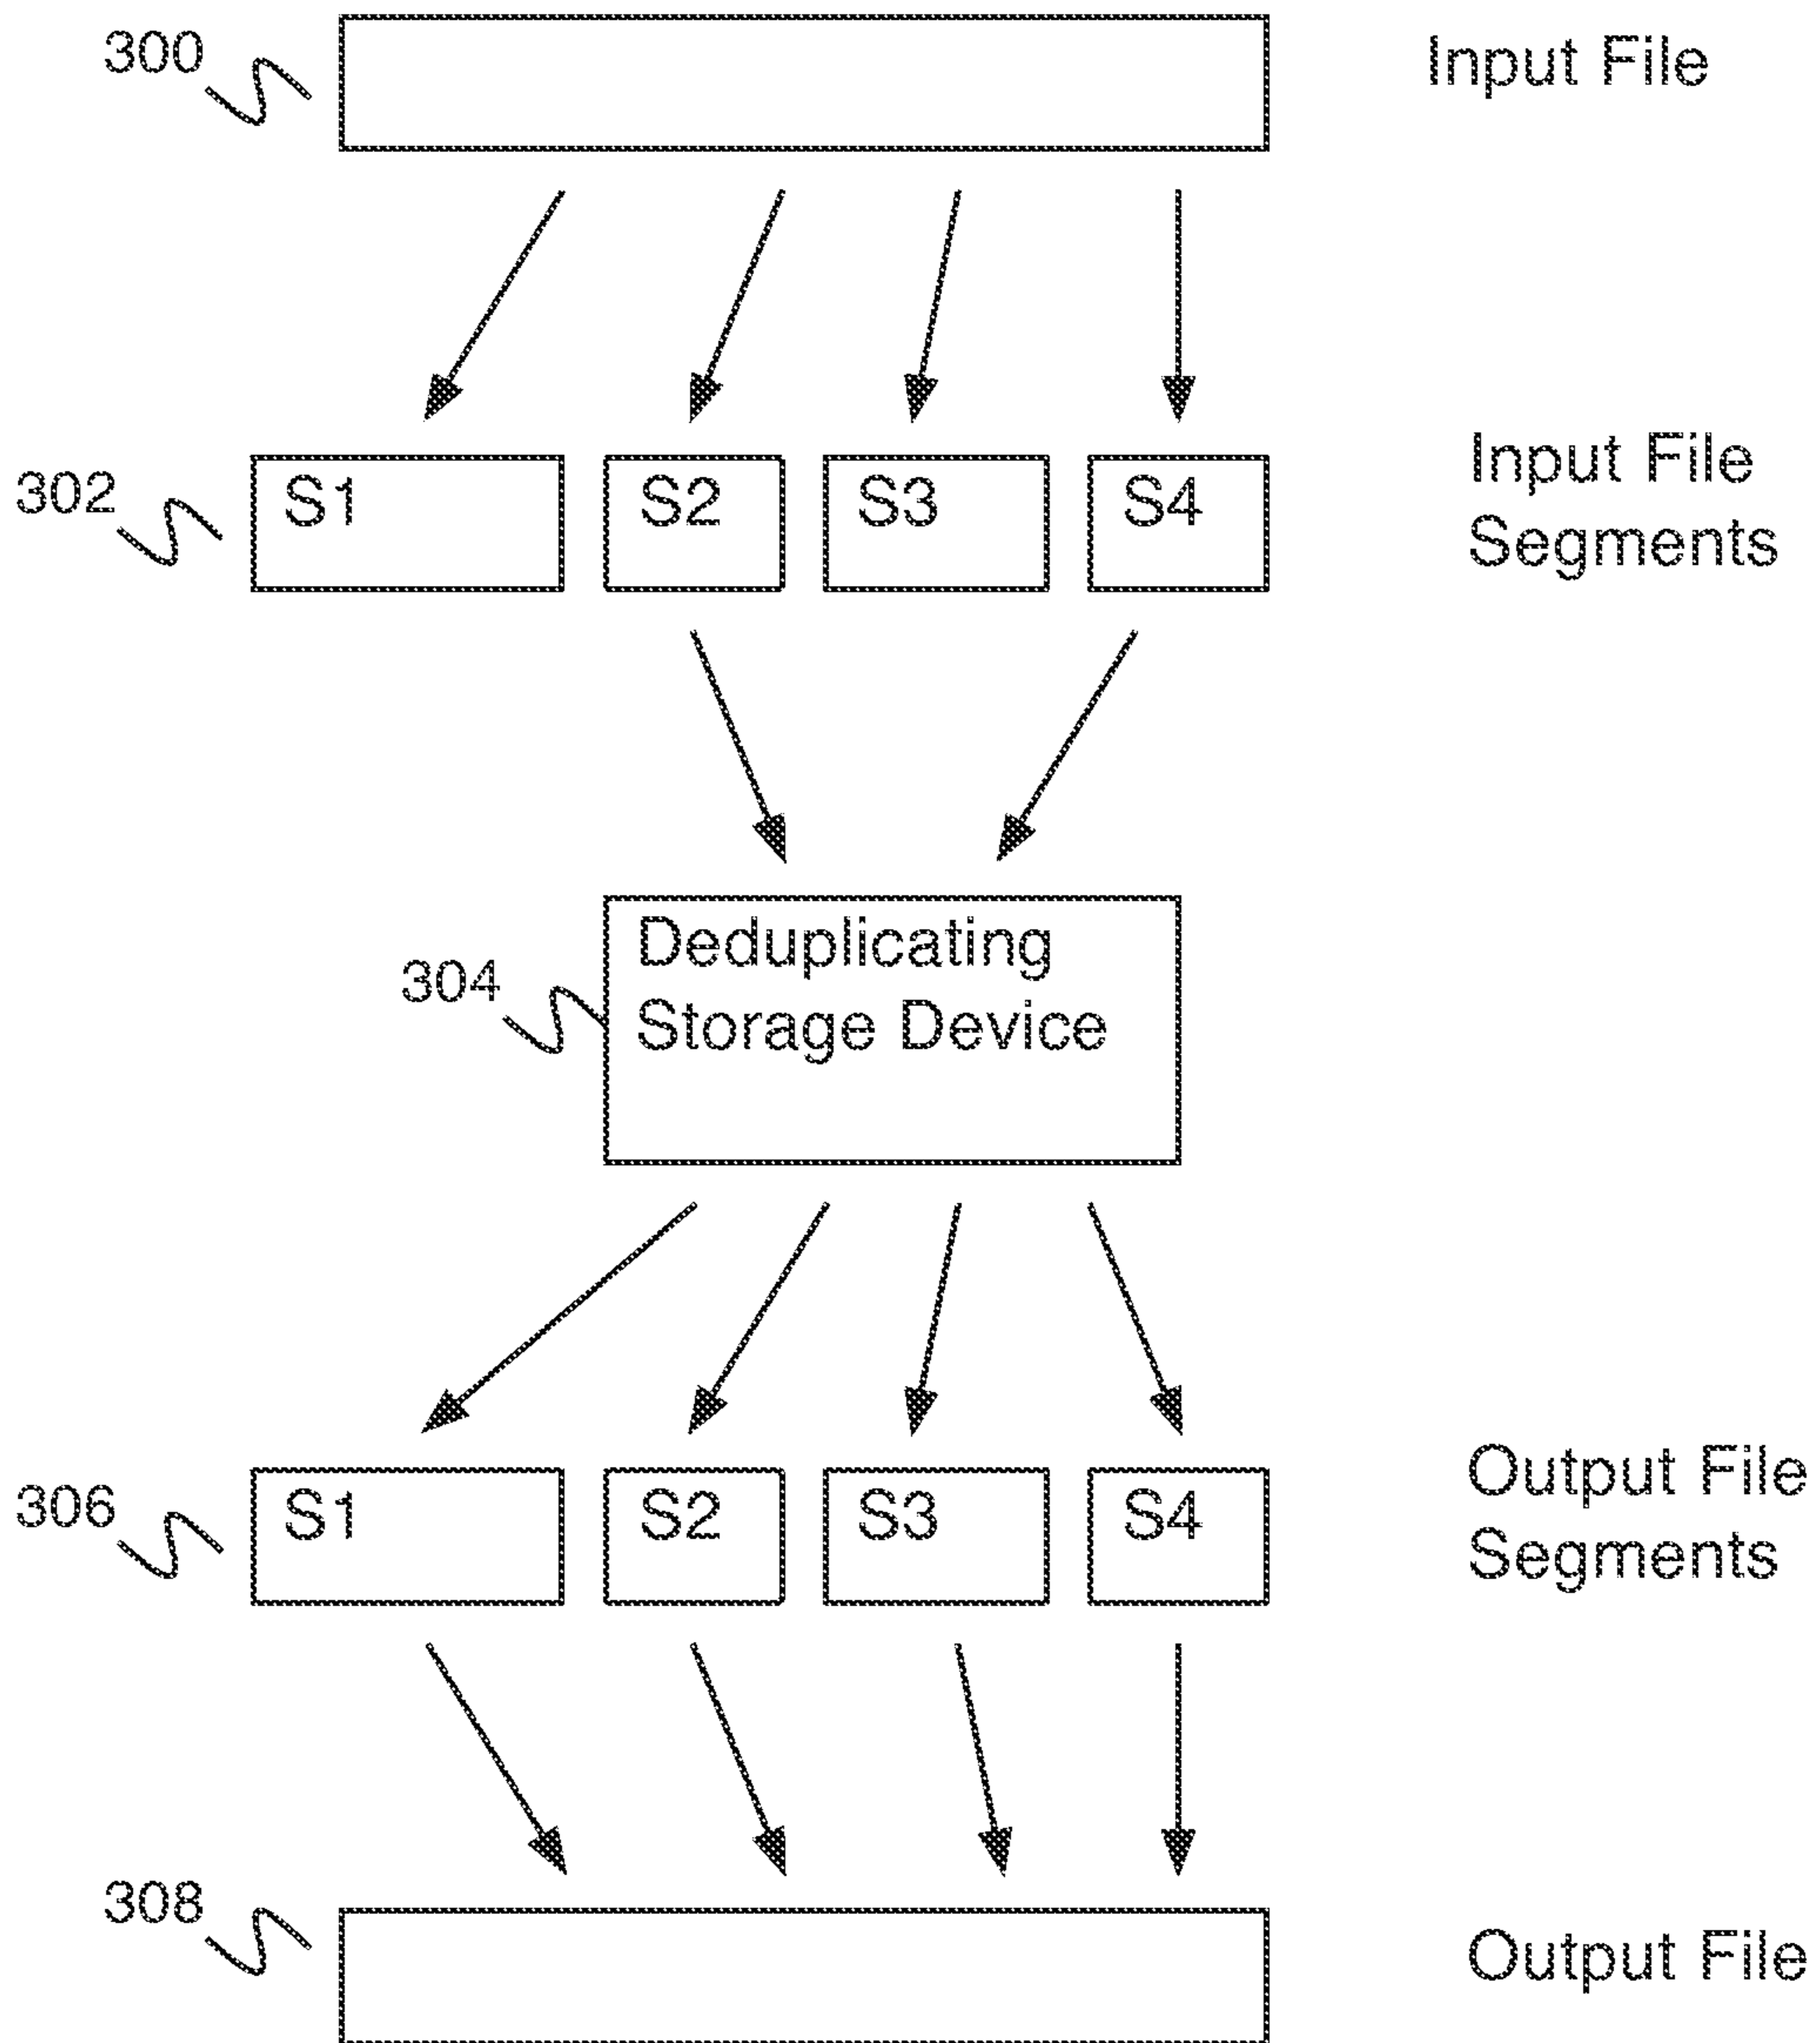 300
Input File
302
S1
S2
S3
S4
Input File
Segments
304
Deduplicating
Storage Device
306
S1
S2
S3
S4
Output File
Segments
308
Output File